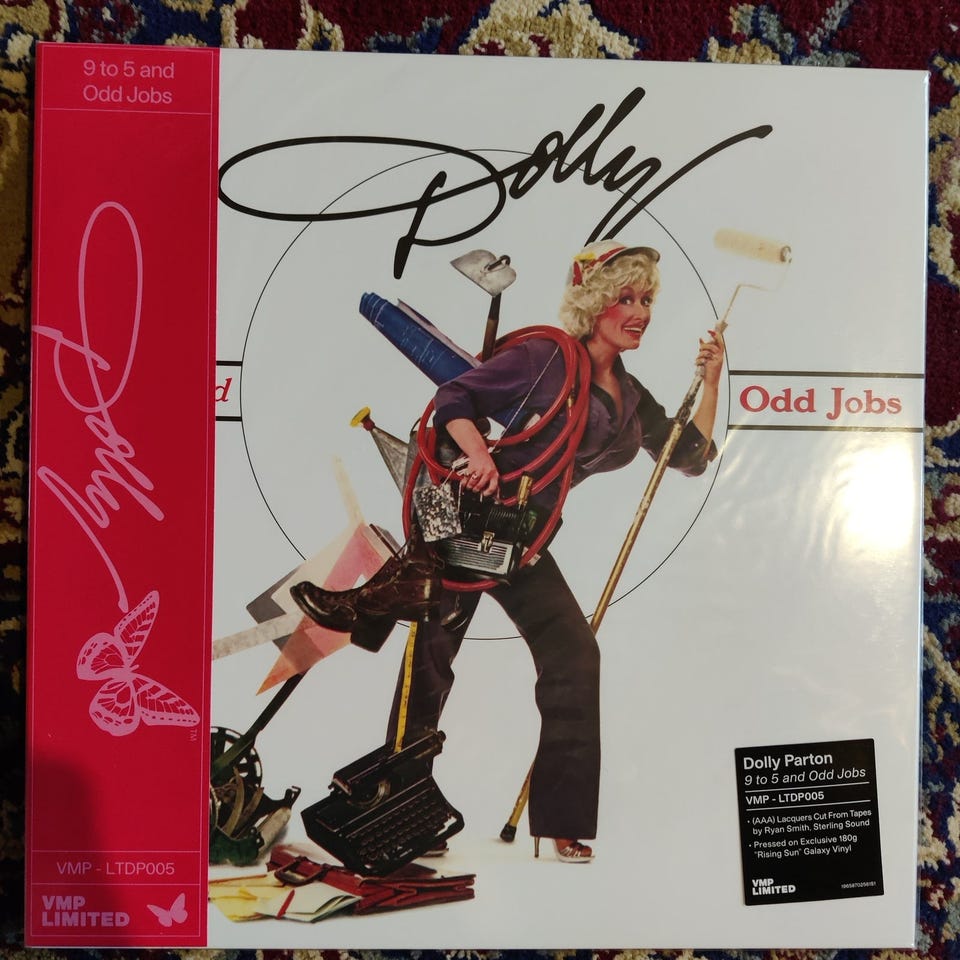 9 to 5 and
Odd Jobs
Dolly
Dolly
d
Odd Jobs
TM
VMP - LTDP005
VMP
LIMITED
Dolly Parton
9 to 5 and Odd Jobs
VMP - LTDP005
• (AAA) Lacquers Cut From Tapes
by Ryan Smith, Sterling Sound
• Pressed on Exclusive 180g
"Rising Sun" Galaxy Vinyl
VMP
LIMITED